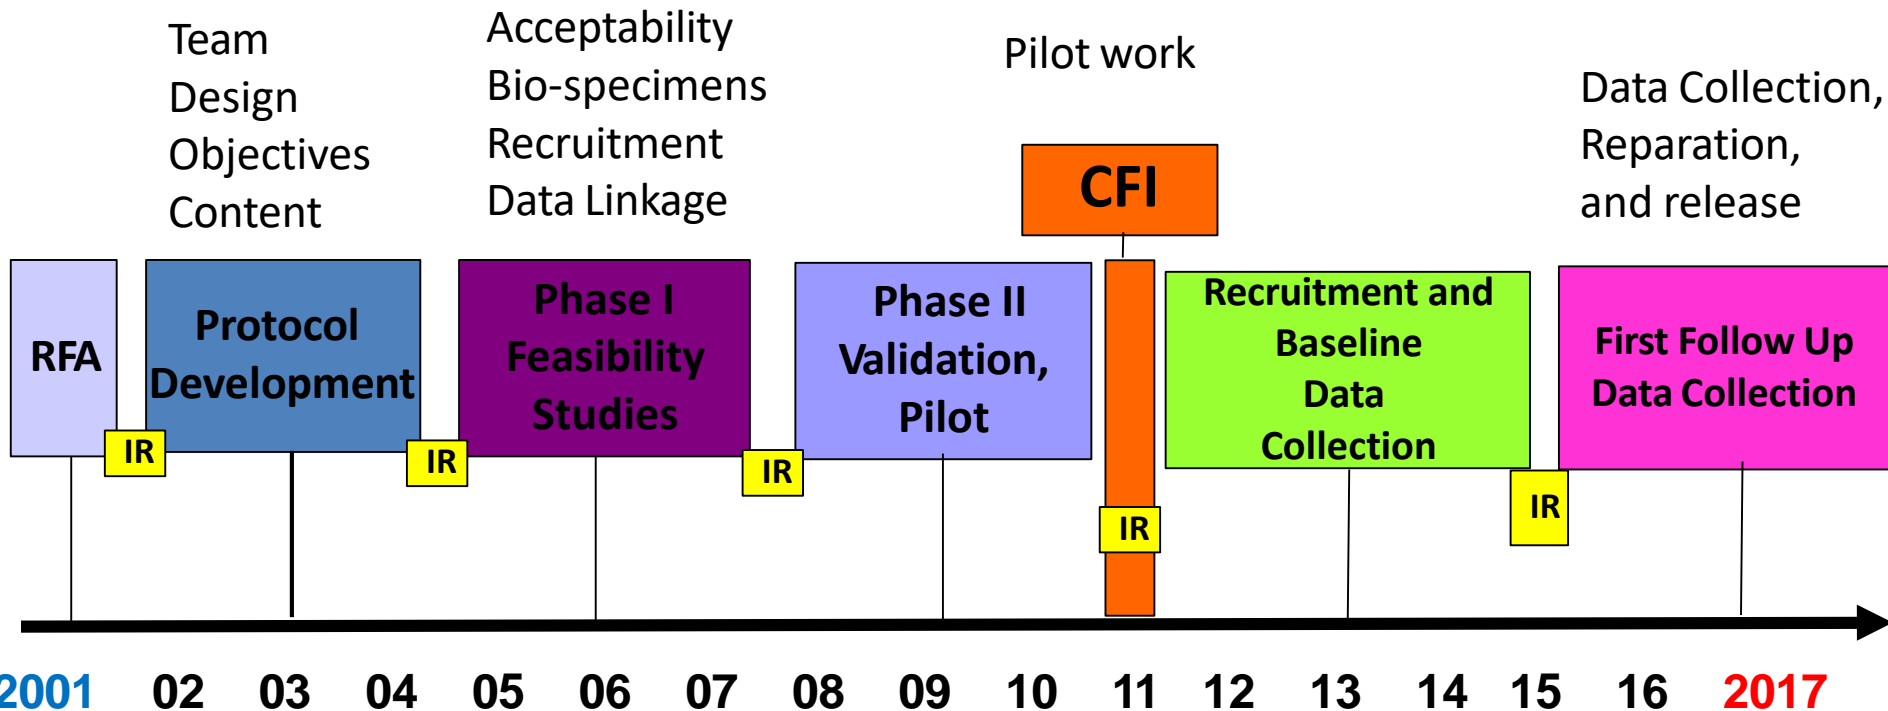 Team
Design
Objectives
Content
Acceptability
Bio-specimens
Recruitment
Data Linkage
Pilot work
Data Collection,
Reparation,
and release
CFI
RFA
Protocol
Development
Phase I
Feasibility
Studies
Phase II
Validation,
Pilot
Recruitment and
Baseline
Data
Collection
First Follow Up
Data Collection
IR
IR
IR
IR
IR
2001 02 03 04 05 06 07 08 09 10 11 12 13 14 15 16 2017